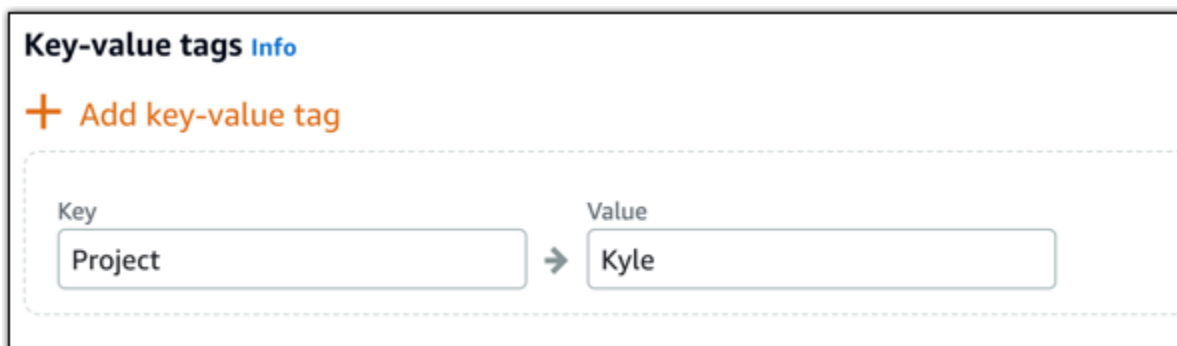 Key-value tags Info
+ Add key-value tag
Key Value
Project → Kyle